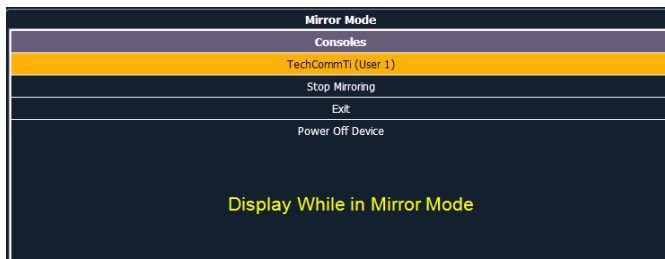 Mirror Mode
Consoles
TechCommTi (User 1)
Stop Mirroring
Exit
Power Off Device
Display While in Mirror Mode